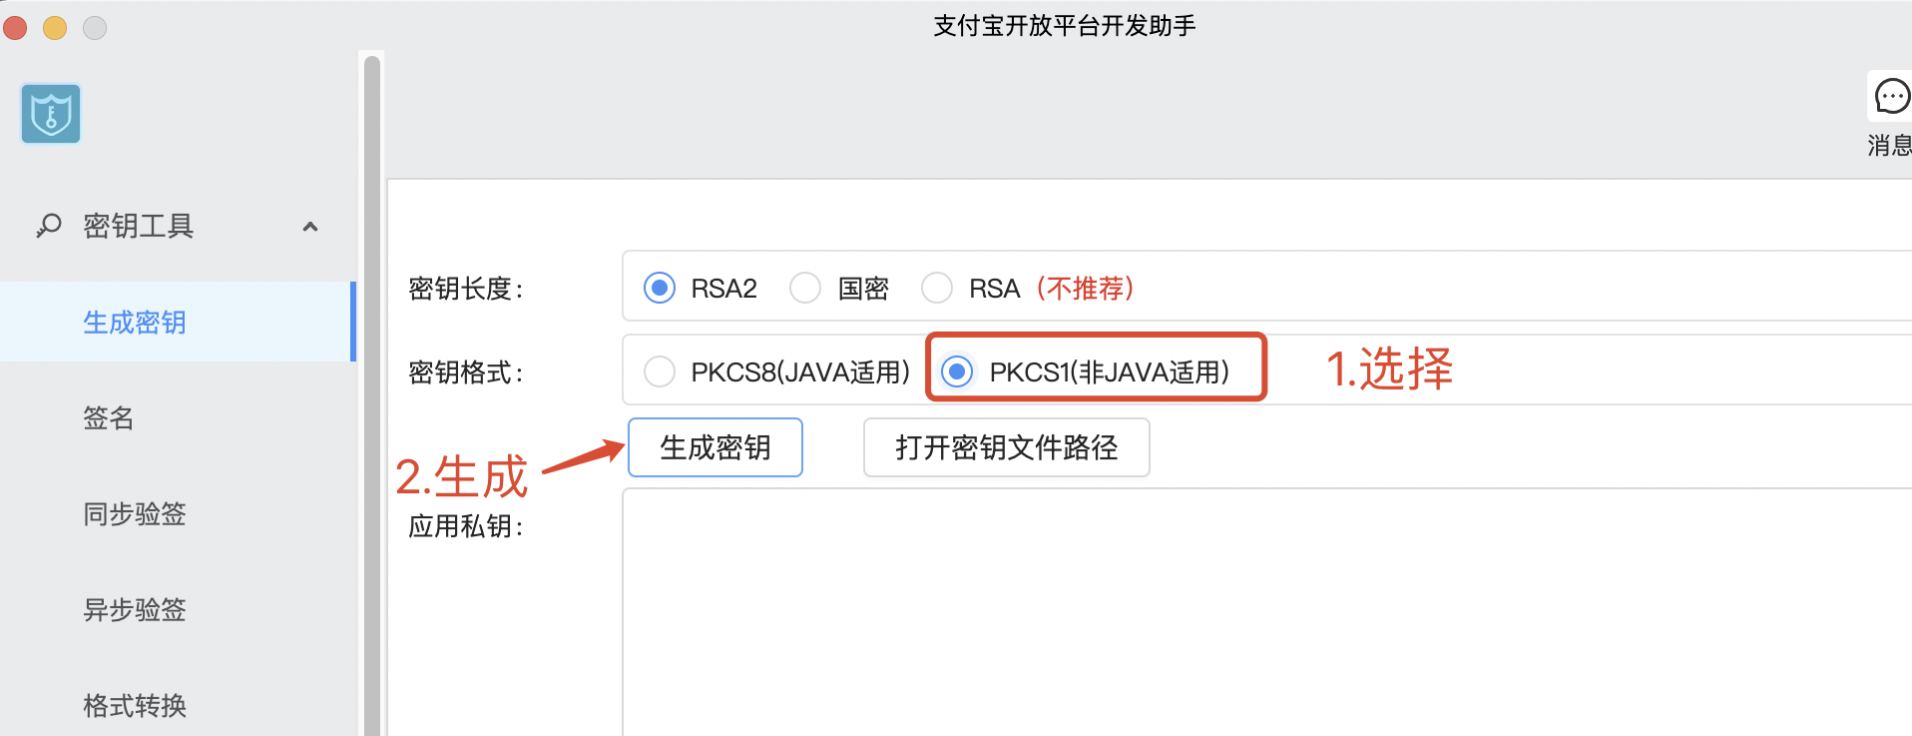 支付宝开放平台开发助手
消息
密钥工具
生成密钥
签名
同步验签
异步验签
格式转换
密钥长度: RSA2 国密 RSA (不推荐)
密钥格式: PKCS8(JAVA适用) PKCS1(非JAVA适用) 1.选择
2.生成 生成密钥 打开密钥文件路径
应用私钥: